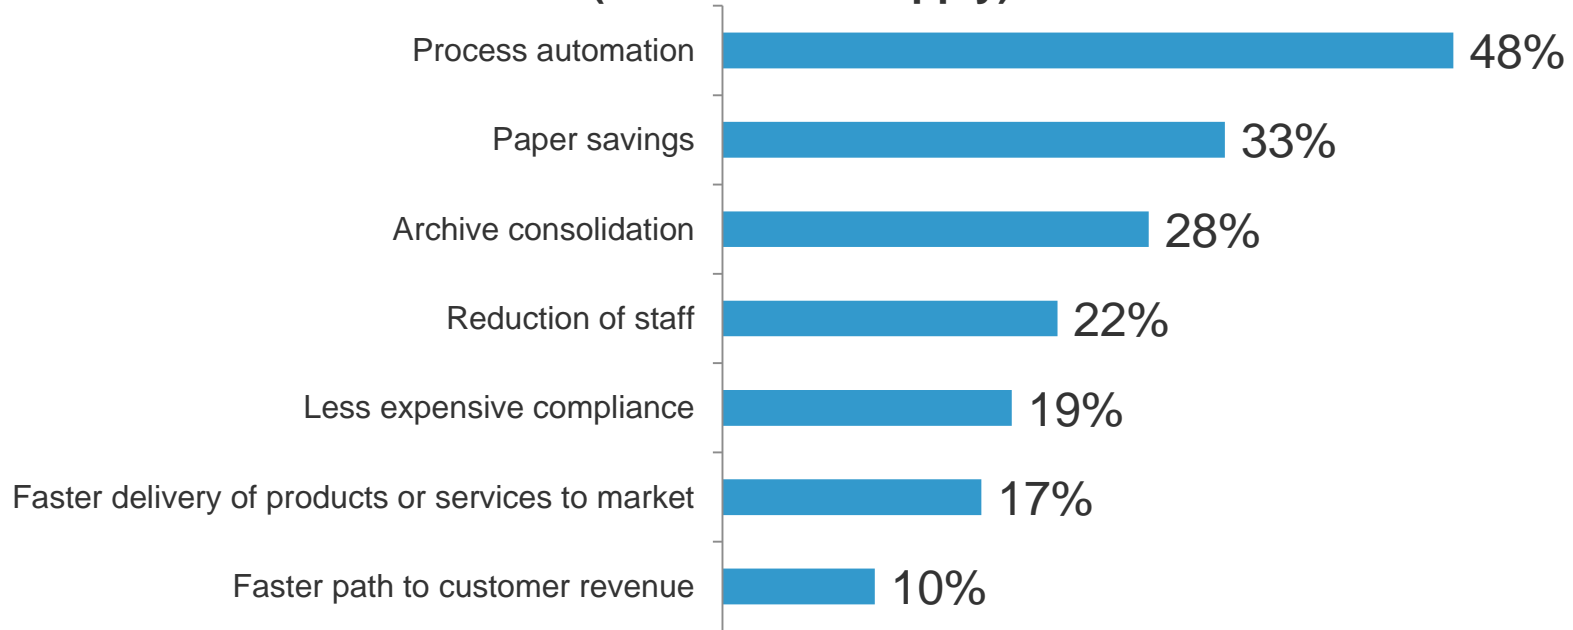 Process automation 48%
Paper savings 33%
Archive consolidation 28%
Reduction of staff 22%
Less expensive compliance 19%
Faster delivery of products or services to market 17%
Faster path to customer revenue 10%